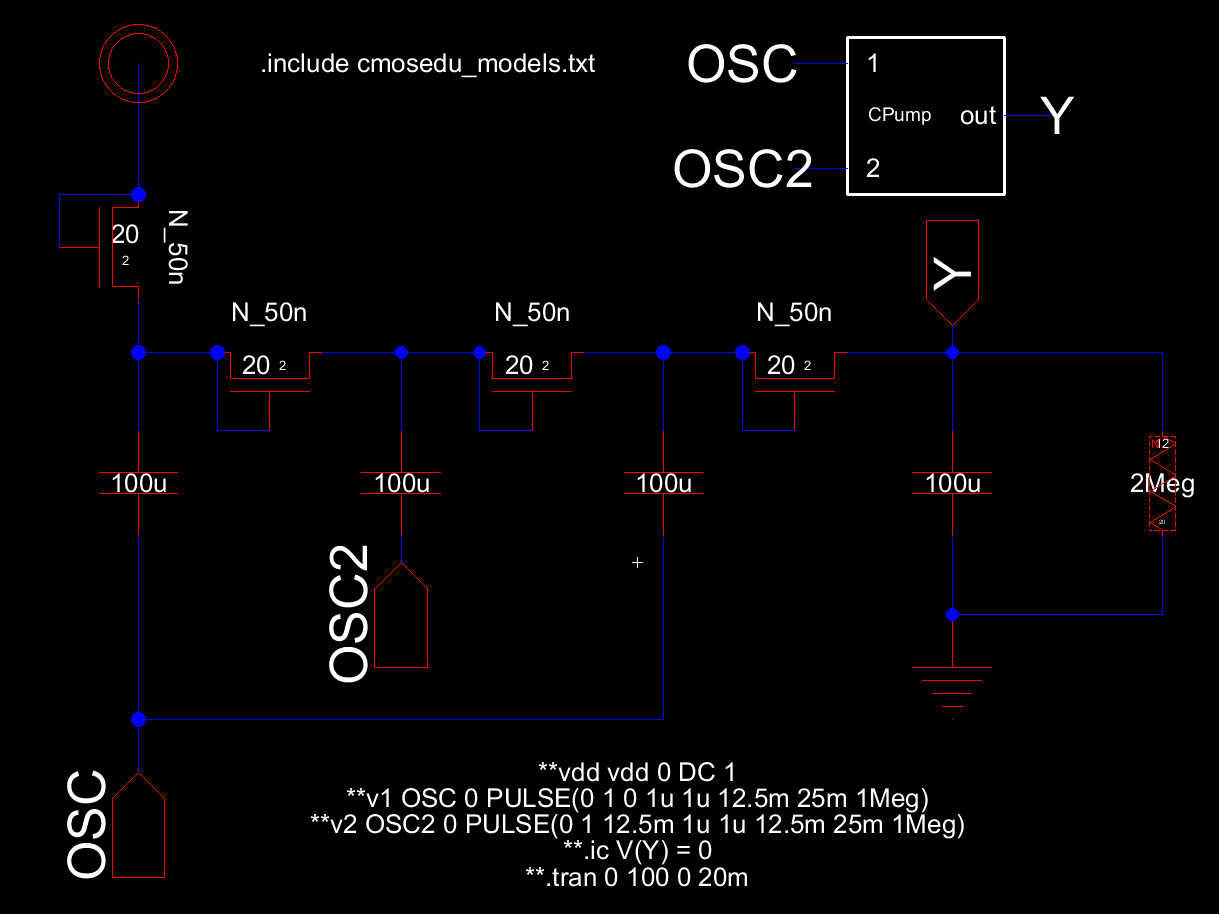 .include cmosedu_models.txt
OSC
1
CPump
out
Y
OSC2
2
20
2
N_50n
Y
N_50n
20 2
N_50n
20 2
N_50n
20 2
100u
100u
100u
100u
2Meg
20
OSC2
OSC
**vdd vdd 0 DC 1
**v1 OSC 0 PULSE(0 1 0 1u 1u 12.5m 25m 1Meg)
**v2 OSC2 0 PULSE(0 1 12.5m 1u 1u 12.5m 25m 1Meg)
**.ic V(Y) = 0
**.tran 0 100 0 20m